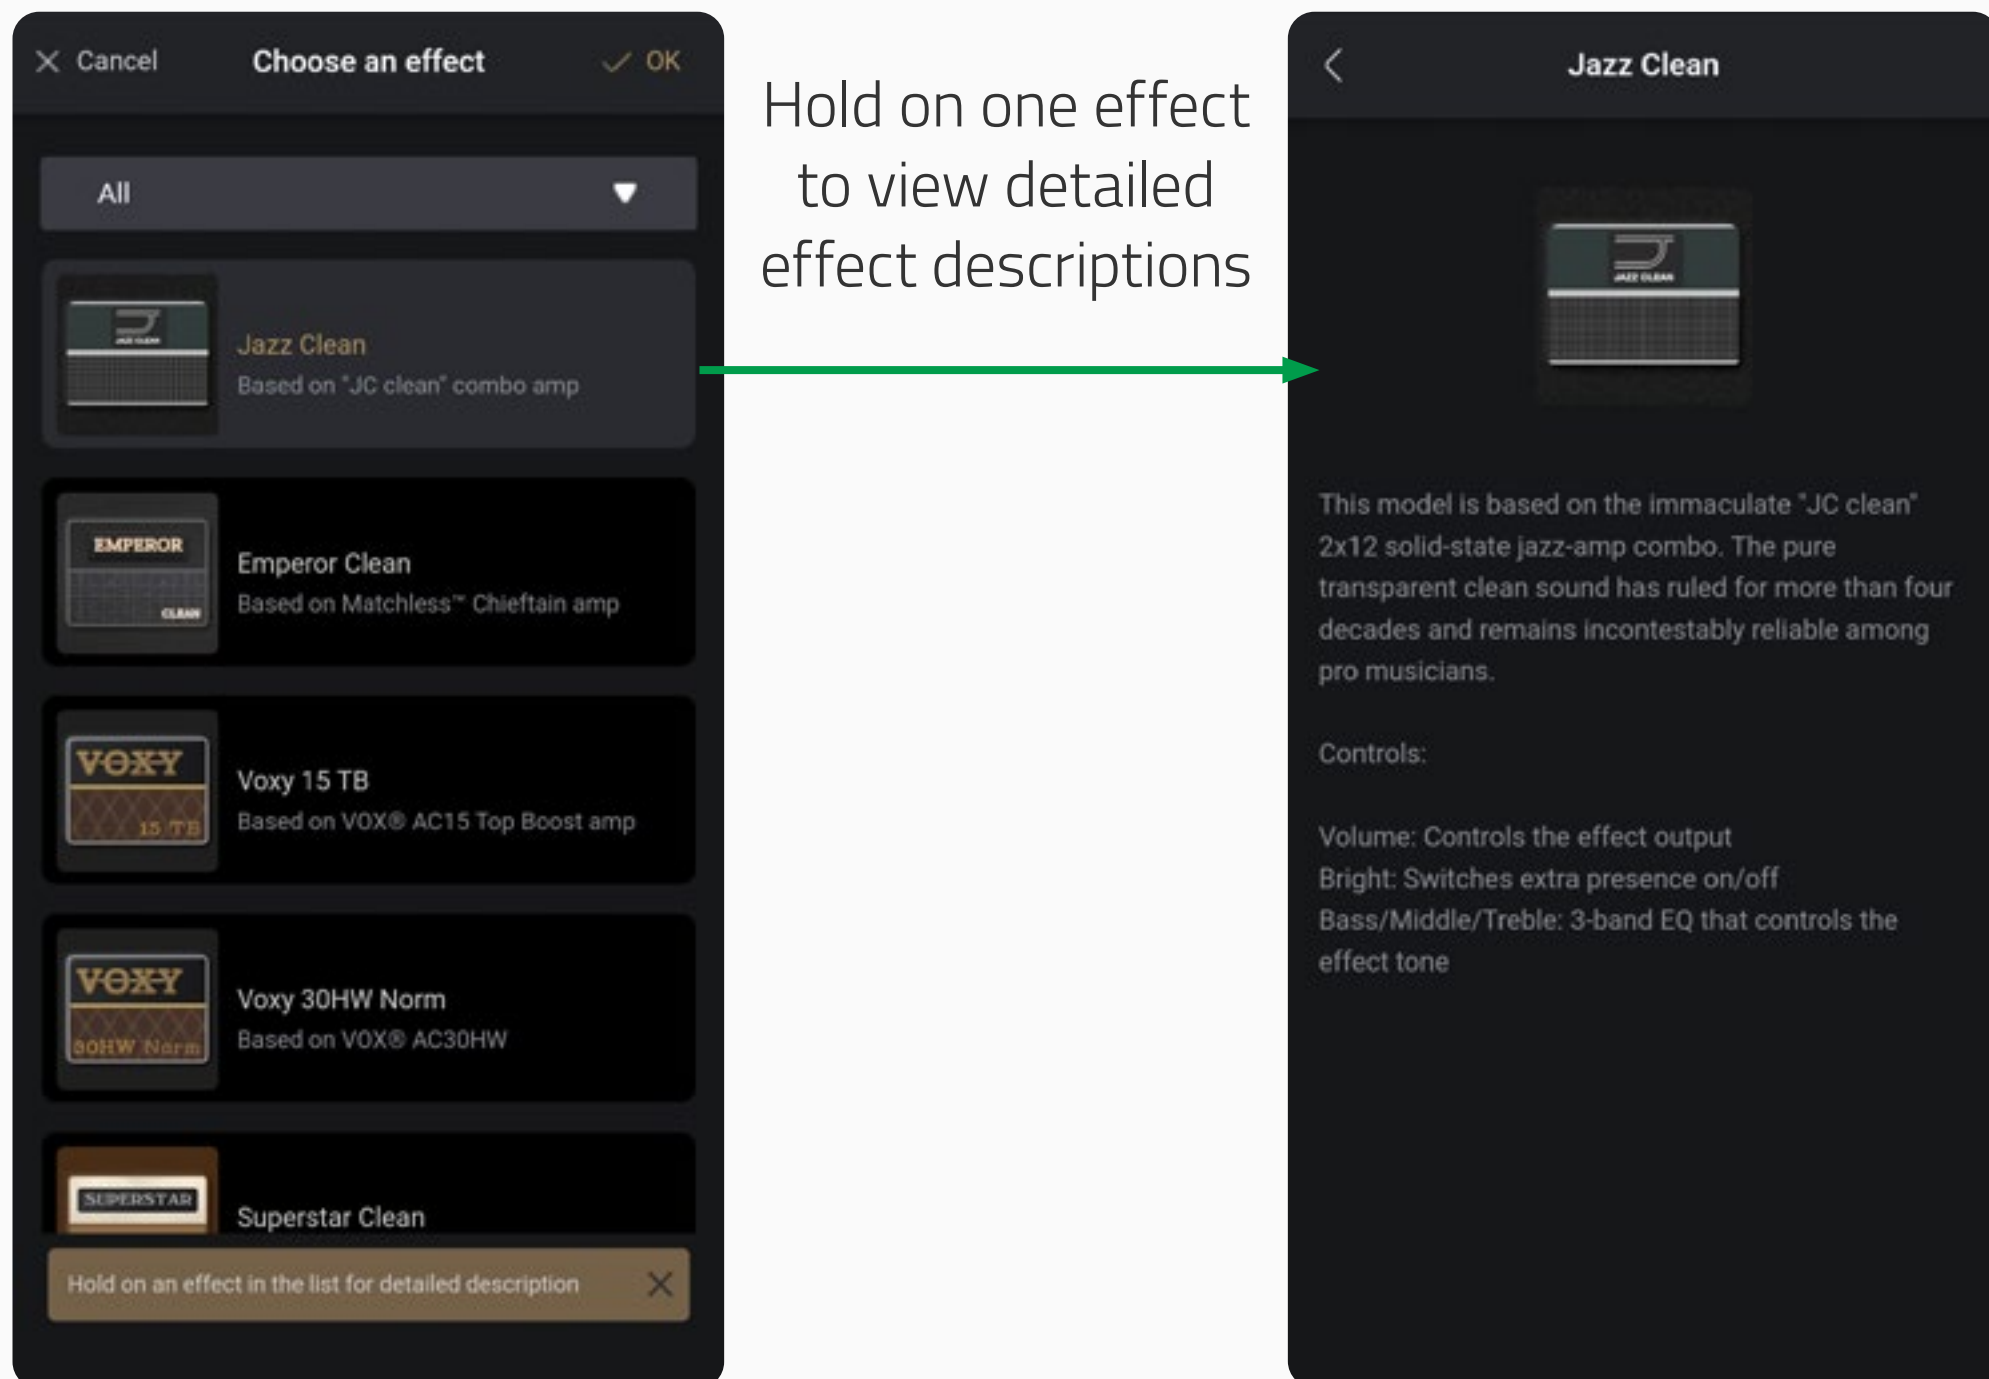 Cancel
Choose an effect
OK
All
JAZZ CLEAN
Jazz Clean
Based on "JC clean" combo amp
EMPEROR
CLEAN
Emperor Clean
Based on Matchless™ Chieftain amp
VOXY
15 TB
Voxy 15 TB
Based on VOX® AC15 Top Boost amp
VOXY
30HW Norm
Voxy 30HW Norm
Based on VOX® AC30HW
SUPERSTAR
Superstar Clean
Hold on an effect in the list for detailed description
Hold on one effect
to view detailed
effect descriptions
Jazz Clean
JAZZ CLEAN
This model is based on the immaculate "JC clean"
2x12 solid-state jazz-amp combo. The pure
transparent clean sound has ruled for more than four
decades and remains incontestably reliable among
pro musicians.
Controls:
Volume: Controls the effect output
Bright: Switches extra presence on/off
Bass/Middle/Treble: 3-band EQ that controls the
effect tone